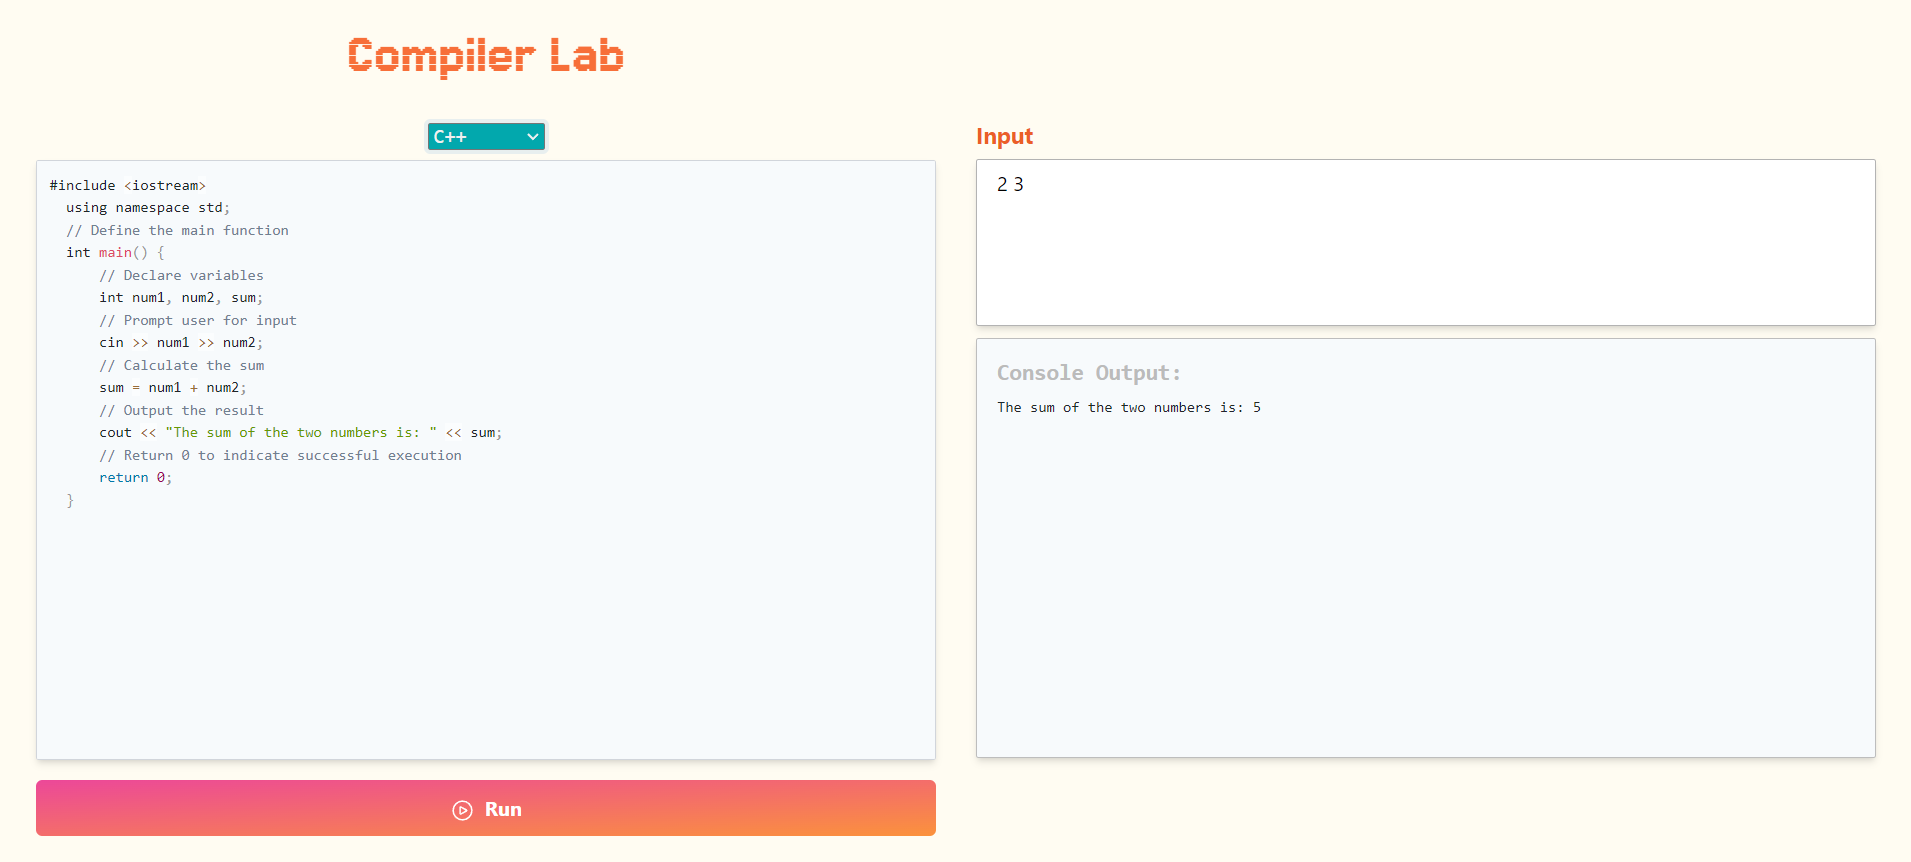 Compiler Lab
C++
#include <iostream>
using namespace std;
// Define the main function
int main() {
// Declare variables
int num1, num2, sum;
// Prompt user for input
cin >> num1 >> num2;
// Calculate the sum
sum = num1 + num2;
// Output the result
cout << "The sum of the two numbers is: " << sum;
// Return 0 to indicate successful execution
return 0;
}
Run
Input
2 3
Console Output:
The sum of the two numbers is: 5